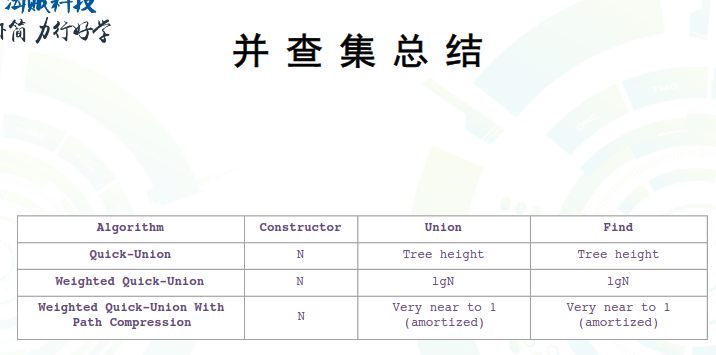 海贼科技
简 力行好学
并查集总结
Algorithm Constructor Union Find
Quick-Union N Tree height Tree height
Weighted Quick-Union N lgN lgN
Weighted Quick-Union With
Path Compression N Very near to 1
(amortized) Very near to 1
(amortized)